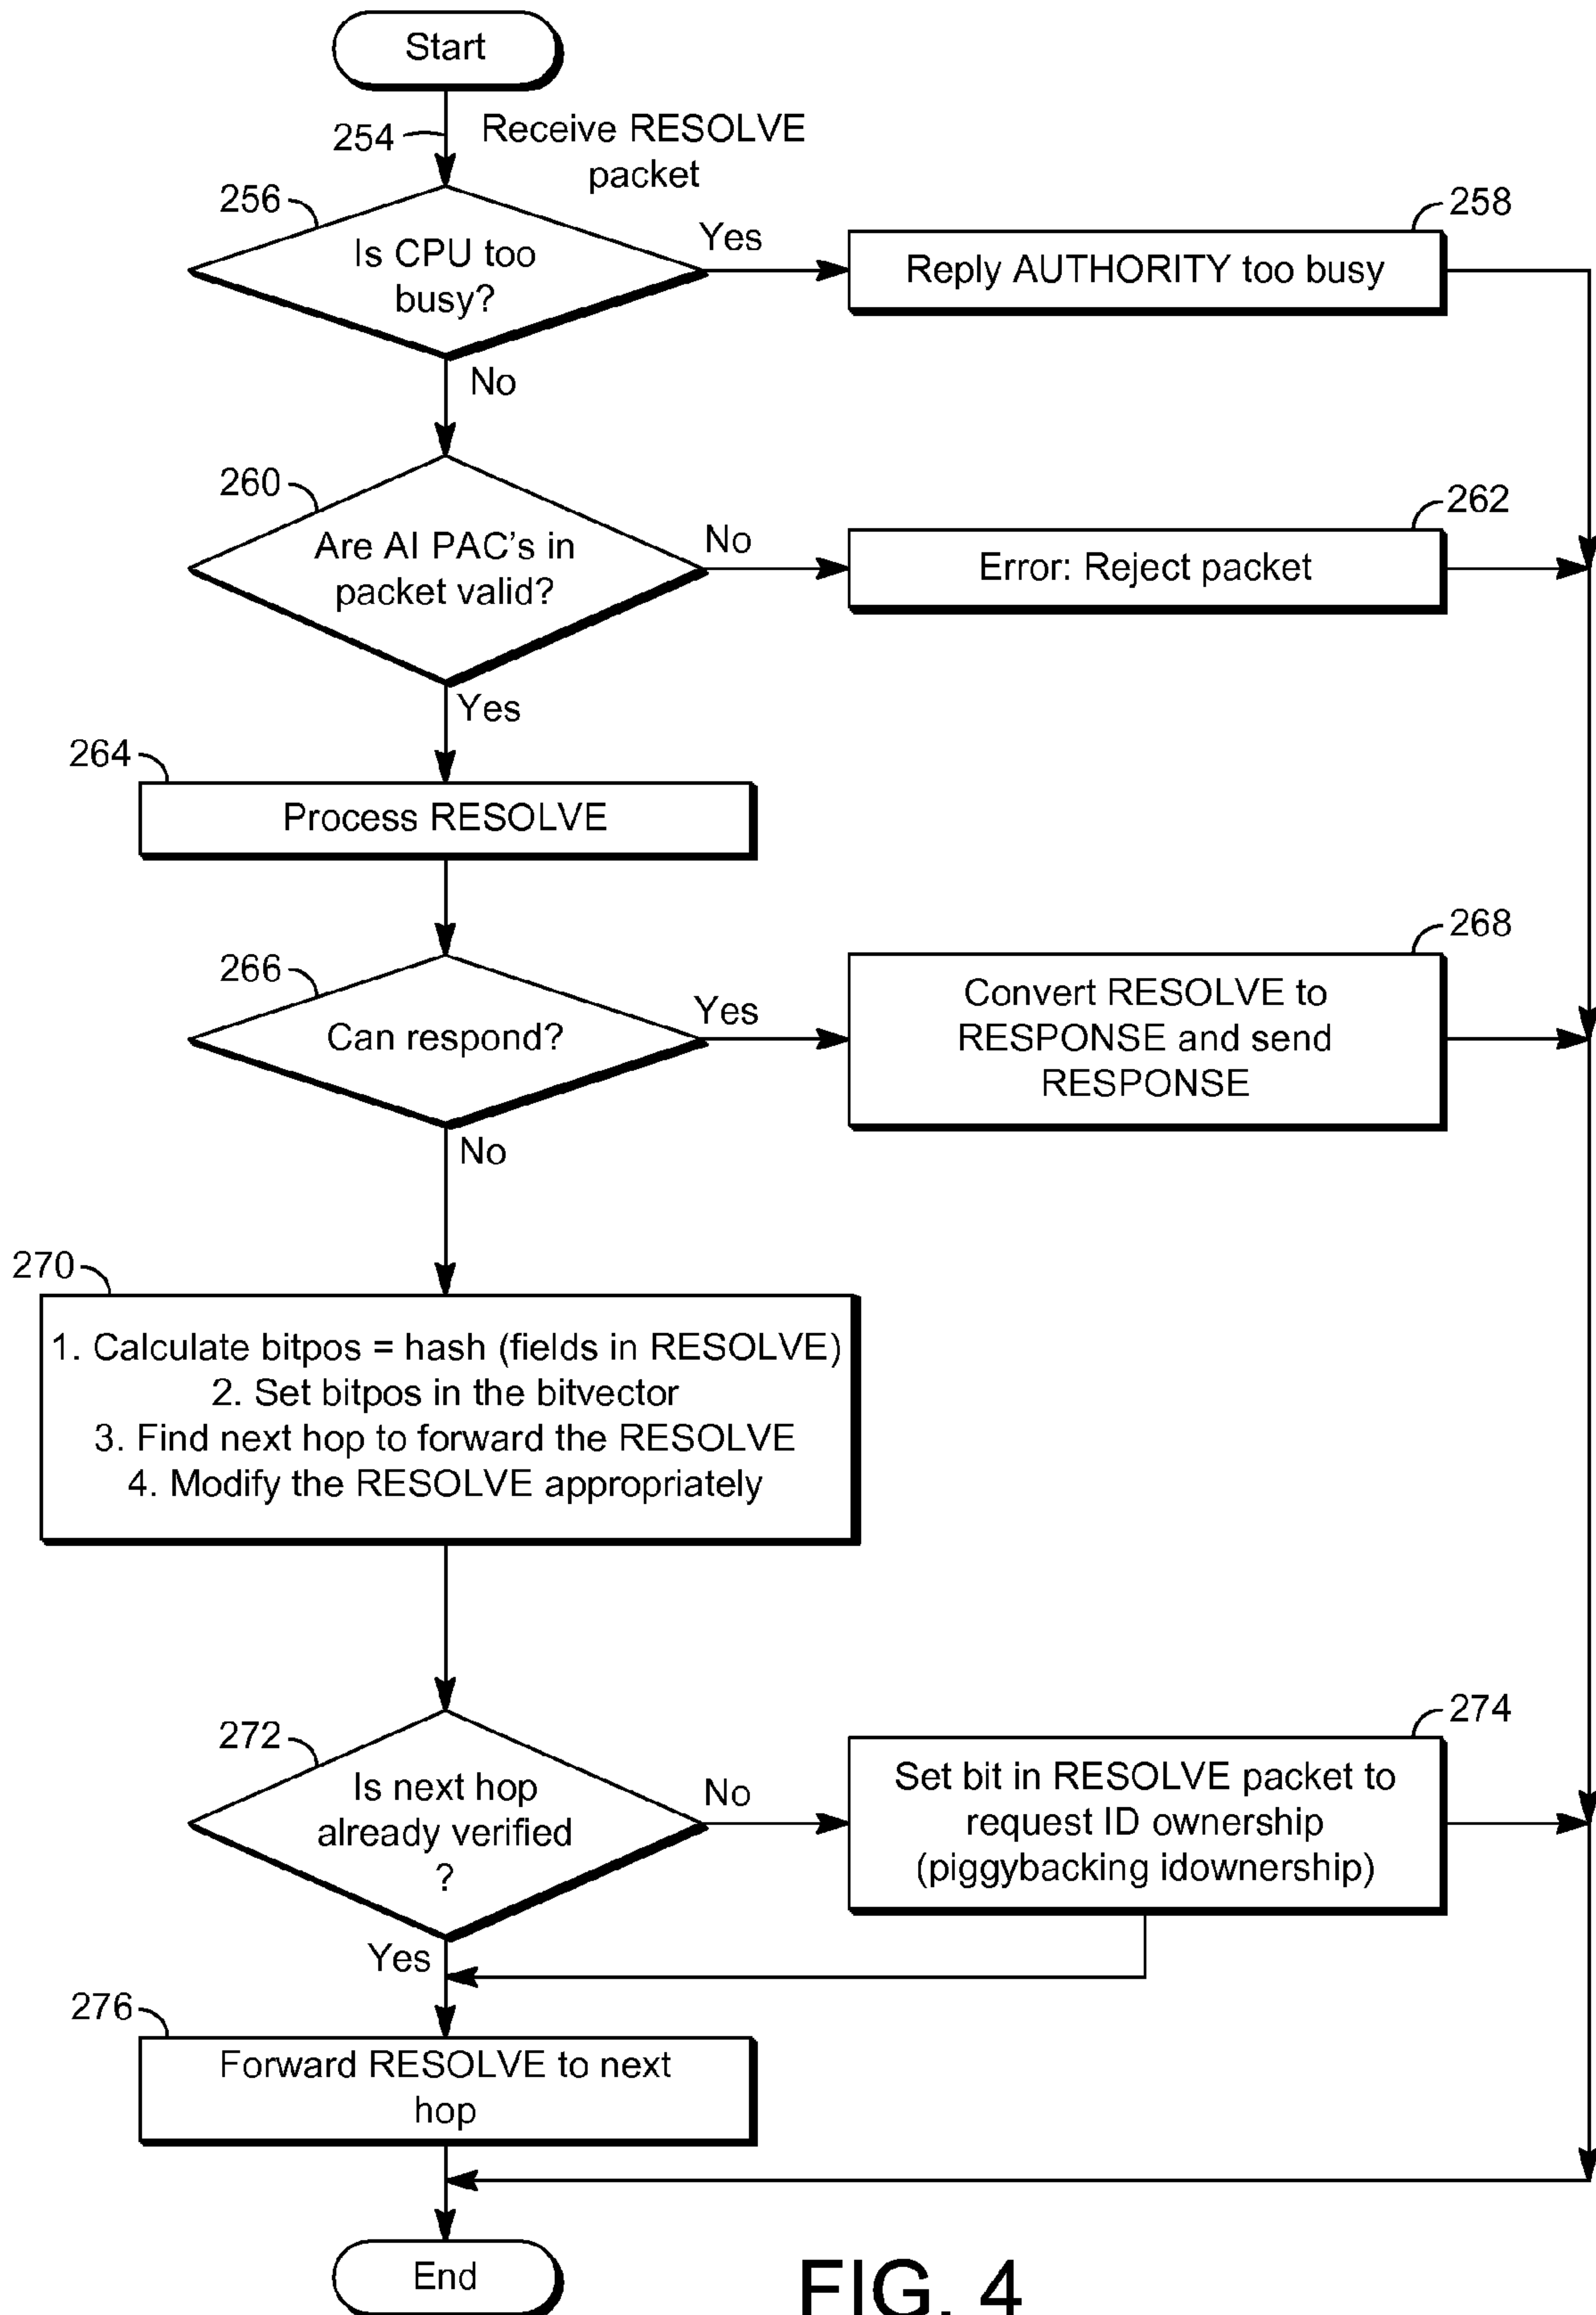 Start
254
Receive RESOLVE
packet
256
Is CPU too
busy?
Yes
258
Reply AUTHORITY too busy
No
260
Are AI PAC's in
packet valid?
No
262
Error: Reject packet
Yes
264
Process RESOLVE
266
Can respond?
Yes
268
Convert RESOLVE to
RESPONSE and send
RESPONSE
No
270
1. Calculate bitpos = hash (fields in RESOLVE)
2. Set bitpos in the bitvector
3. Find next hop to forward the RESOLVE
4. Modify the RESOLVE appropriately
272
Is next hop
already verified
?
No
274
Set bit in RESOLVE packet to
request ID ownership
(piggybacking idownership)
Yes
276
Forward RESOLVE to next
hop
End
FIG. 4